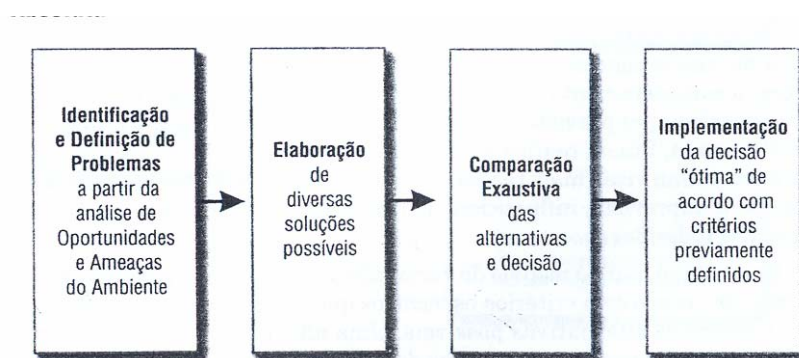 Identificação
e Definição de
Problemas
a partir da
análise de
Oportunidades
e Ameaças
do Ambiente
Elaboração
de
diversas
soluções
possíveis
Comparação
Exaustiva
das
alternativas
e decisão
Implementação
da decisão
“ótima” de
acordo com
critérios
previamente
definidos